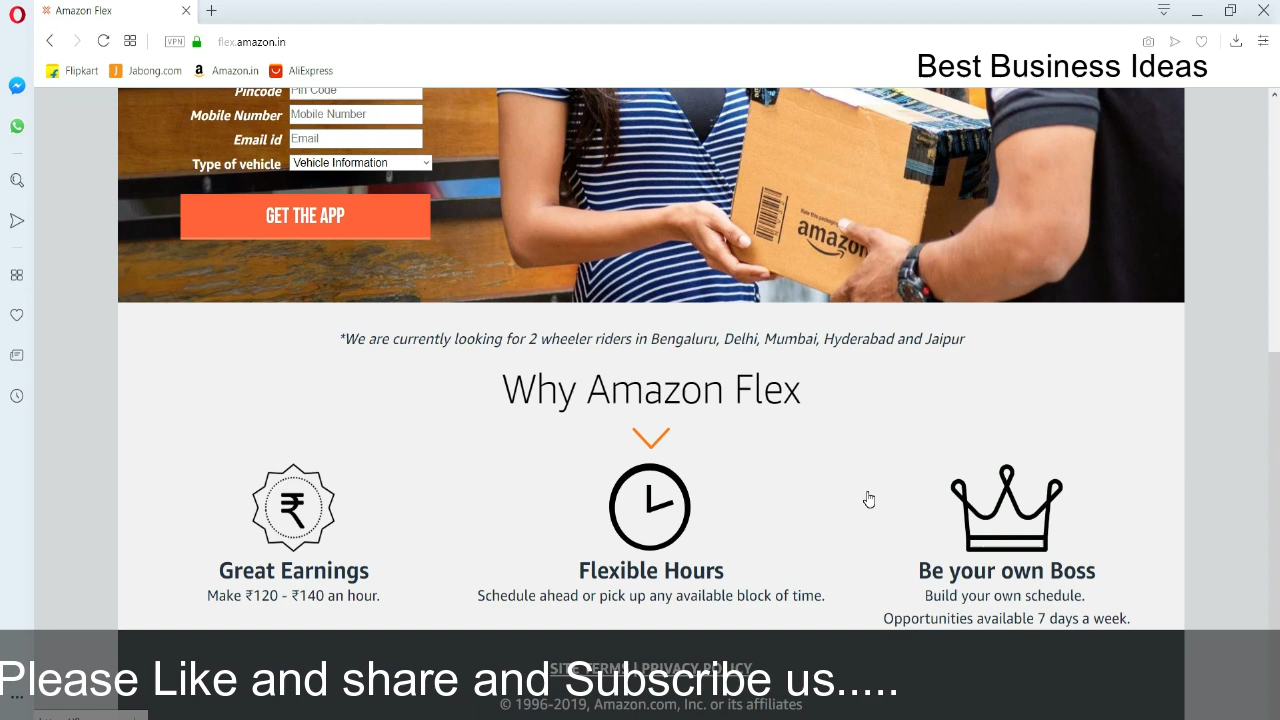 Amazon Flex
VPN
flex.amazon.in
Flipkart
Jabong.com
Amazon.in
AliExpress
Best Business Ideas
Pincode
Pin Code
Mobile Number
Mobile Number
Email id
Email
Type of vehicle
Vehicle Information
GET THE APP
amazon
*We are currently looking for 2 wheeler riders in Bengaluru, Delhi, Mumbai, Hyderabad and Jaipur
Why Amazon Flex
₹
Great Earnings
Make ₹120 - ₹140 an hour.
Flexible Hours
Schedule ahead or pick up any available block of time.
Be your own Boss
Build your own schedule.
Opportunities available 7 days a week.
SITE TERMS | PRIVACY POLICY
Please Like and share and Subscribe us.....
© 1996-2019, Amazon.com, Inc. or its affiliates